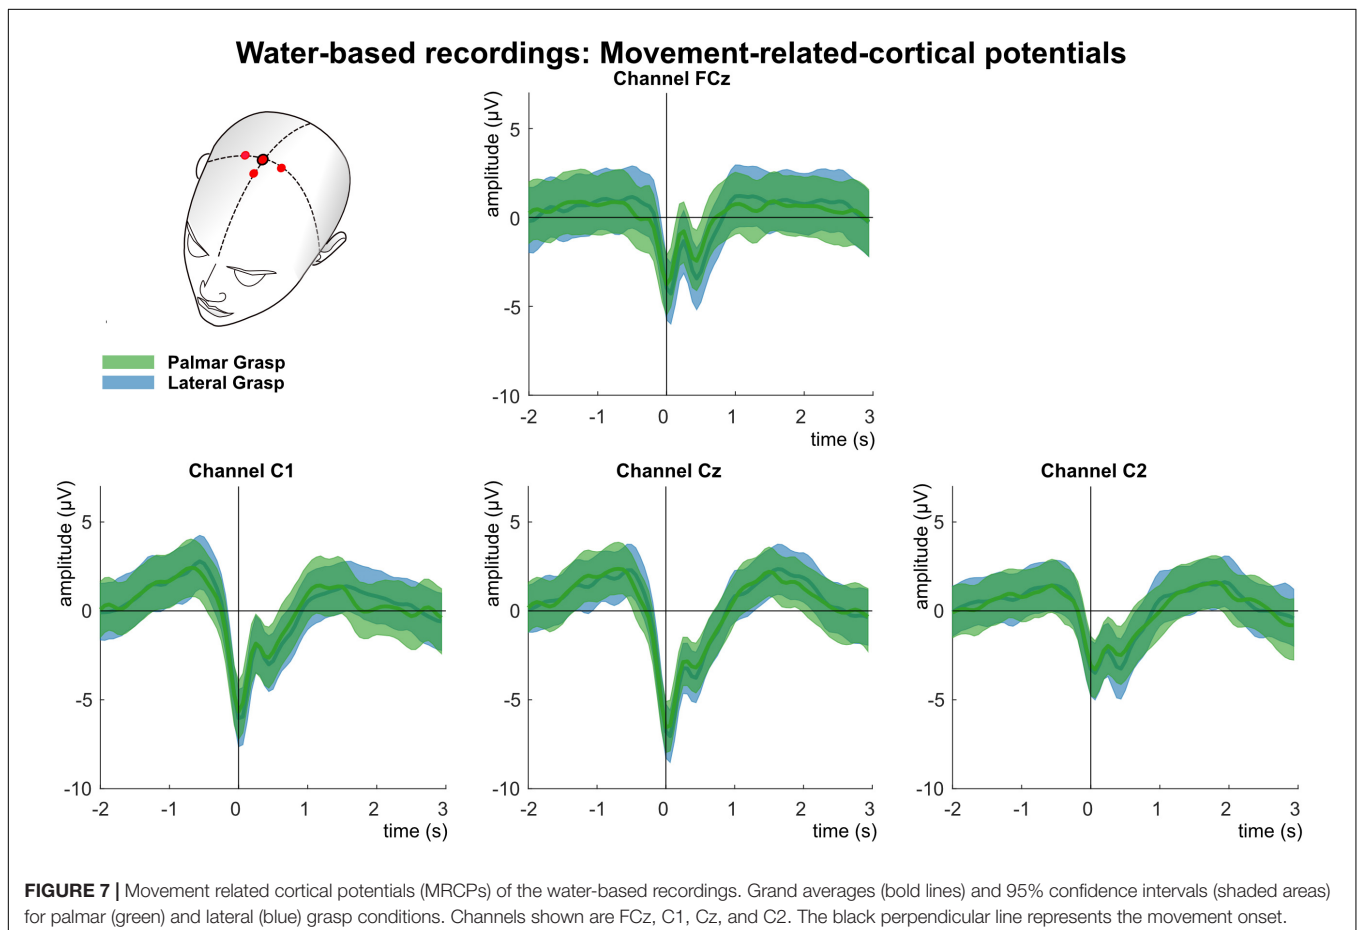 Water-based recordings: Movement-related-cortical potentials
Channel FCz
amplitude (µV)
5
0
-5
-10
-2 -1 0 1 2 3
time (s)
Palmar Grasp
Lateral Grasp
Channel C1
amplitude (µV)
5
0
-5
-10
-2 -1 0 1 2 3
time (s)
Channel Cz
amplitude (µV)
5
0
-5
-10
-2 -1 0 1 2 3
time (s)
Channel C2
amplitude (µV)
5
0
-5
-10
-2 -1 0 1 2 3
time (s)
FIGURE 7 | Movement related cortical potentials (MRCPs) of the water-based recordings. Grand averages (bold lines) and 95% confidence intervals (shaded areas)
for palmar (green) and lateral (blue) grasp conditions. Channels shown are FCz, C1, Cz, and C2. The black perpendicular line represents the movement onset.